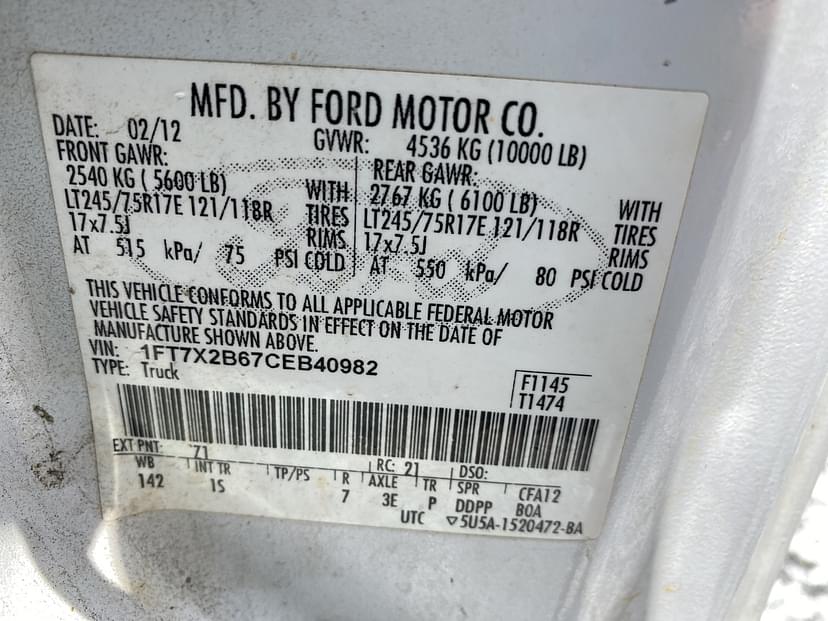 MFD. BY FORD MOTOR CO.
DATE: 02/12 GVWR: 4536 KG (10000 LB)
FRONT GAWR: REAR GAWR:
2540 KG ( 5600 LB) WITH 2767 KG ( 6100 LB) WITH
LT245/75R17E 121/118R TIRES LT245/75R17E 121/118R TIRES
17x7.5J RIMS 17x7.5J RIMS
AT 515 kPa/ 75 PSI COLD AT 550 kPa/ 80 PSI COLD
THIS VEHICLE CONFORMS TO ALL APPLICABLE FEDERAL MOTOR
VEHICLE SAFETY STANDARDS IN EFFECT ON THE DATE OF
MANUFACTURE SHOWN ABOVE.
VIN: 1FT7X2B67CEB40982
TYPE: Truck
F1145
T1474
EXT PNT: 71 RC: 21 DSO:
WB INT TR TP/PS R AXLE TR SPR CFA12
142 1S 7 3E P DDPP BOA
UTC ▽5U5A-1520472-BA